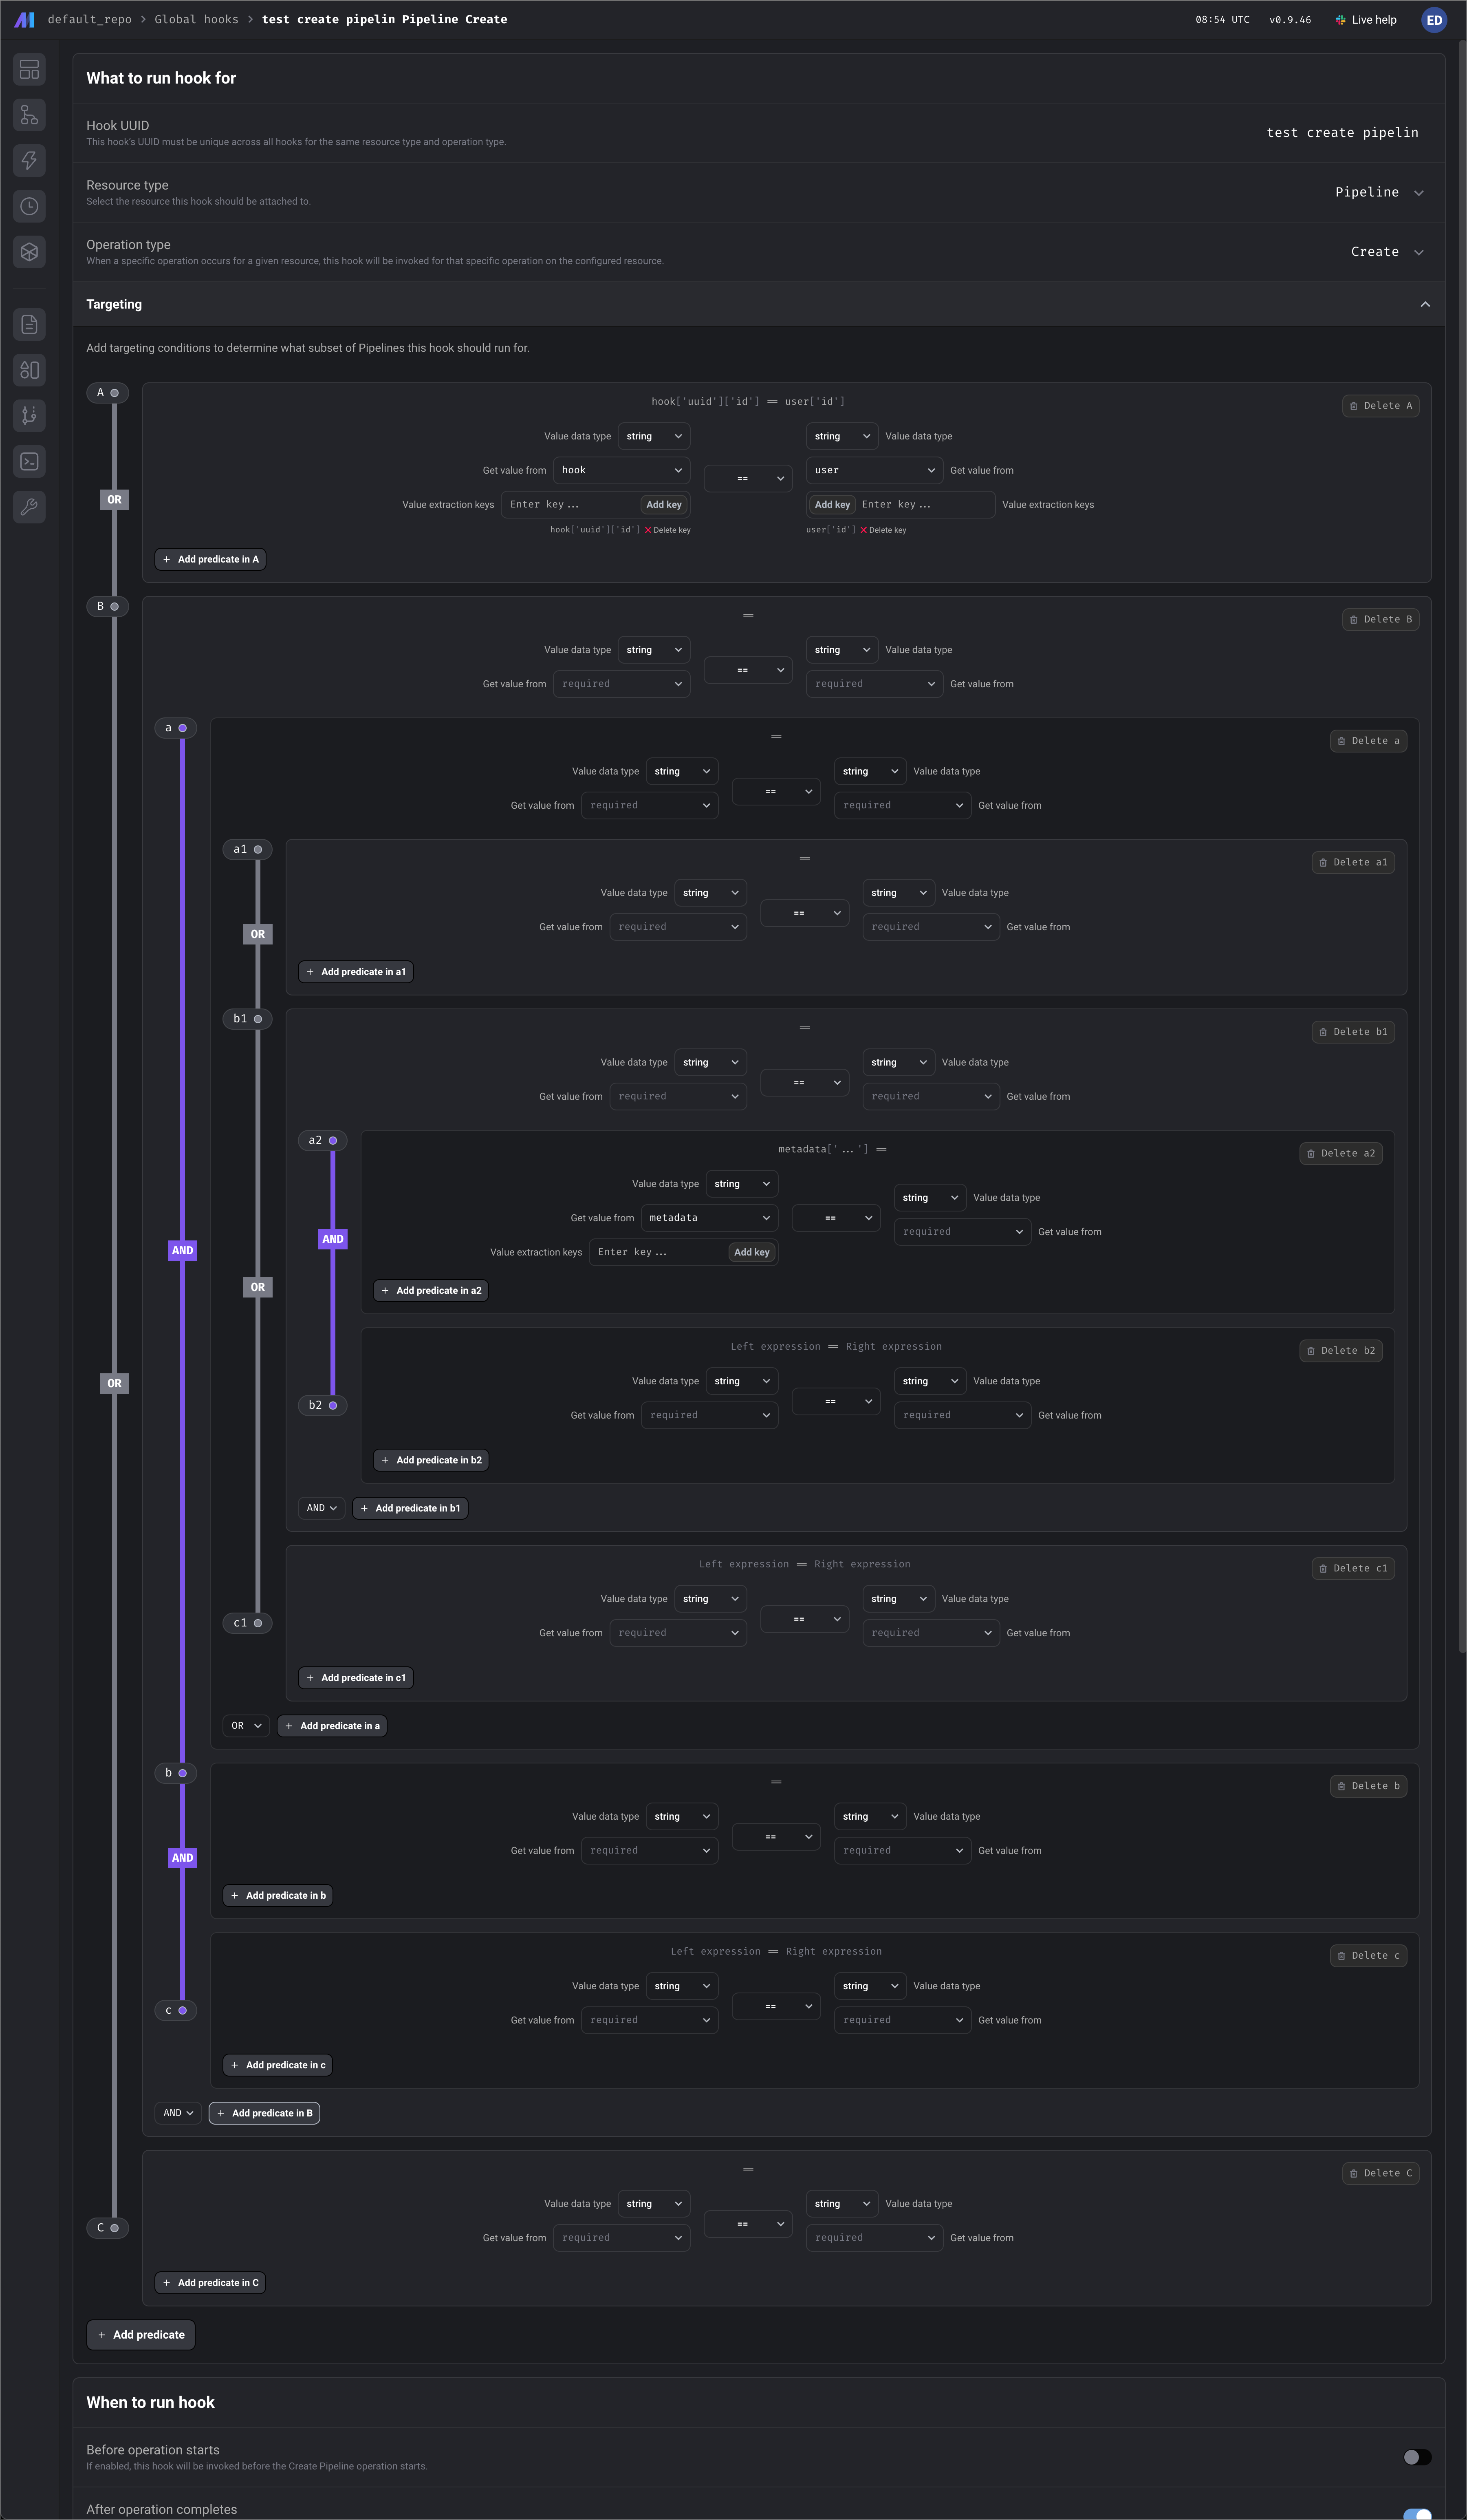 default_repo > Global hooks > test create pipelin Pipeline Create 08:54 UTC v0.9.46 Live help ED
What to run hook for
Hook UUID
This hook's UUID must be unique across all hooks for the same resource type and operation type.
test create pipelin
Resource type
Select the resource this hook should be attached to.
Pipeline
Operation type
When a specific operation occurs for a given resource, this hook will be invoked for that specific operation on the configured resource.
Create
Targeting
Add targeting conditions to determine what subset of Pipelines this hook should run for.
A hook['uuid']['id'] == user['id'] Delete A
Value data type string string Value data type
Get value from hook == user Get value from
OR
Value extraction keys Enter key... Add key Add key Enter key... Value extraction keys
hook['uuid']['id'] Delete key user['id'] Delete key
+ Add predicate in A
B == Delete B
Value data type string == string Value data type
Get value from required required Get value from
a == Delete a
Value data type string == string Value data type
Get value from required required Get value from
a1 == Delete a1
Value data type string == string Value data type
Get value from required required Get value from
OR
+ Add predicate in a1
b1 == Delete b1
Value data type string == string Value data type
Get value from required required Get value from
a2 metadata['...'] == Delete a2
Value data type string string Value data type
Get value from metadata == required Get value from
AND
AND
Value extraction keys Enter key... Add key
OR
+ Add predicate in a2
Left expression == Right expression Delete b2
Value data type string == string Value data type
OR
b2
Get value from required required Get value from
+ Add predicate in b2
AND + Add predicate in b1
Left expression == Right expression Delete c1
Value data type string == string Value data type
c1
Get value from required required Get value from
+ Add predicate in c1
OR + Add predicate in a
b == Delete b
Value data type string == string Value data type
Get value from required required Get value from
AND
+ Add predicate in b
Left expression == Right expression Delete c
Value data type string == string Value data type
c
Get value from required required Get value from
+ Add predicate in c
AND + Add predicate in B
== Delete C
Value data type string == string Value data type
C
Get value from required required Get value from
+ Add predicate in C
+ Add predicate
When to run hook
Before operation starts
If enabled, this hook will be invoked before the Create Pipeline operation starts.
After operation completes